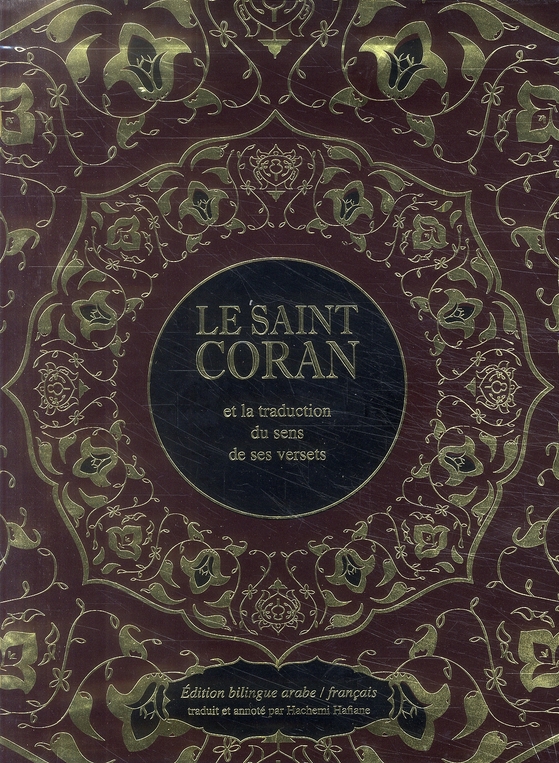 LE SAINT
CORAN
et la traduction
du sens
de ses versets
Édition bilingue arabe / français
traduit et annoté par Hachemi Hafiane